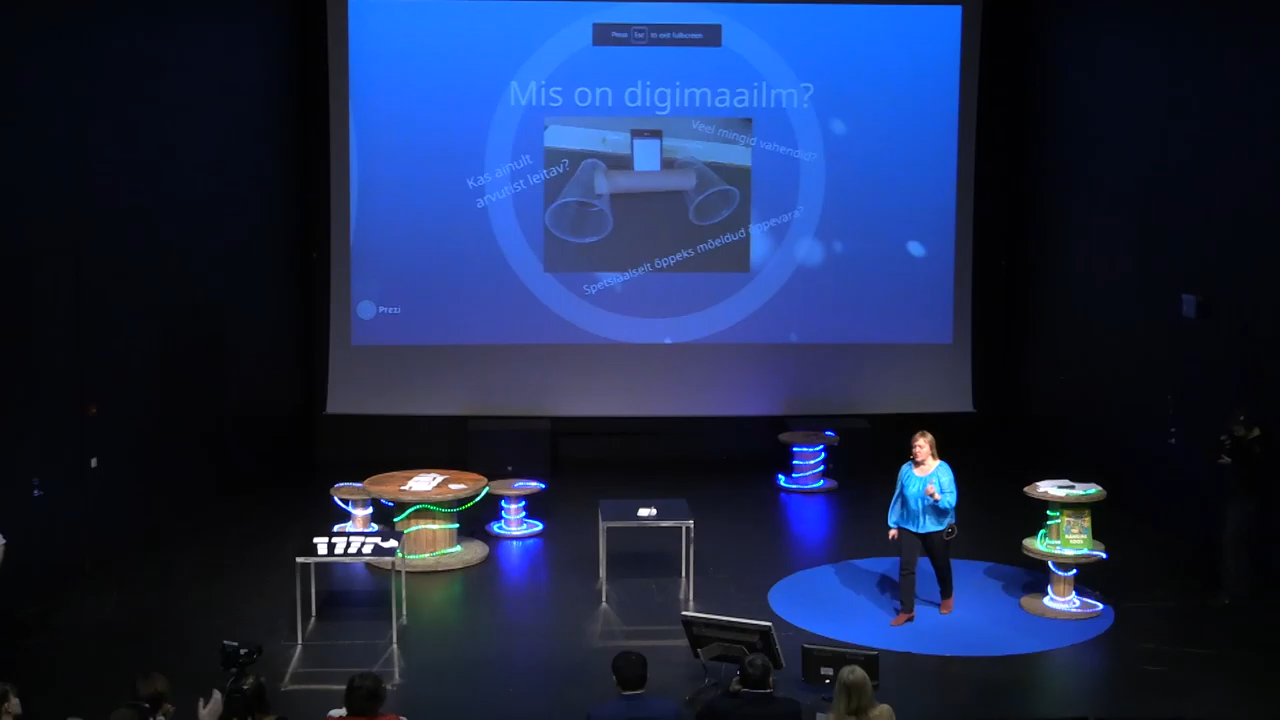 Press Esc to exit fullscreen
Mis on digimaailm?
Veel mingid vahendid?
Kas ainult
arvutist leitav?
Spetsiaalselt õppeks mõeldud õppevara?
Prezi